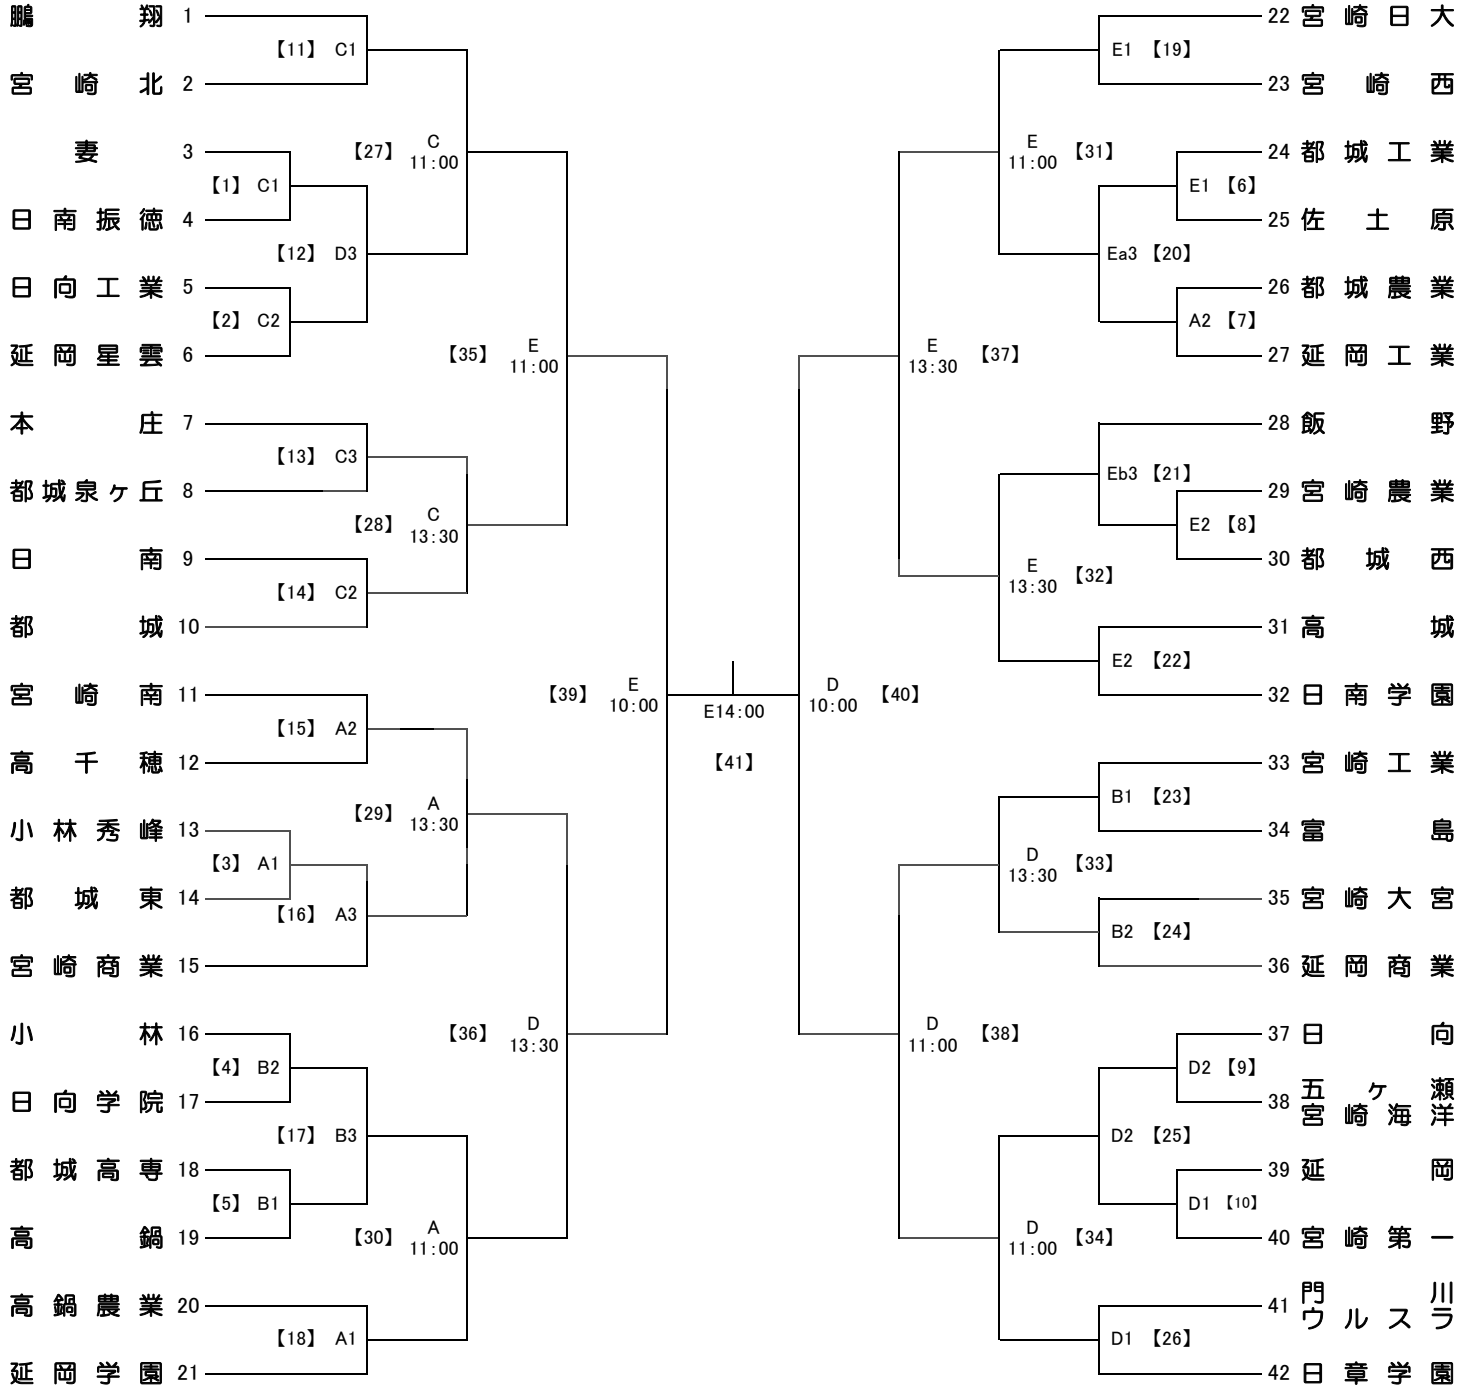 鵬翔 1
【11】 C1
宮崎北 2
妻 3
【27】 C 11:00
【1】 C1
日南振徳 4
【12】 D3
日向工業 5
【2】 C2
延岡星雲 6
【35】 E 11:00
本庄 7
【13】 C3
都城泉ヶ丘 8
【28】 C 13:30
日南 9
【14】 C2
都城 10
宮崎南 11
【39】 E 10:00
【15】 A2
高千穂 12
【29】 A 13:30
小林秀峰 13
【3】 A1
都城東 14
【16】 A3
宮崎商業 15
小林 16
【36】 D 13:30
【4】 B2
日向学院 17
【17】 B3
都城高専 18
【5】 B1
高鍋 19
【30】 A 11:00
高鍋農業 20
【18】 A1
延岡学園 21
E14:00
【41】
22 宮崎日大
E1 【19】
23 宮崎西
E 11:00 【31】
24 都城工業
E1 【6】
25 佐土原
Ea3 【20】
26 都城農業
A2 【7】
27 延岡工業
E 13:30 【37】
28 飯野
Eb3 【21】
29 宮崎農業
E2 【8】
30 都城西
E 13:30 【32】
31 高城
E2 【22】
32 日南学園
D 10:00 【40】
33 宮崎工業
B1 【23】
34 富島
D 13:30 【33】
35 宮崎大宮
B2 【24】
36 延岡商業
D 11:00 【38】
37 日向
D2 【9】
38 五ヶ瀬
宮崎海洋
D2 【25】
39 延岡
D1 【10】
40 宮崎第一
D 11:00 【34】
41 門川
ウルスラ
D1 【26】
42 日章学園